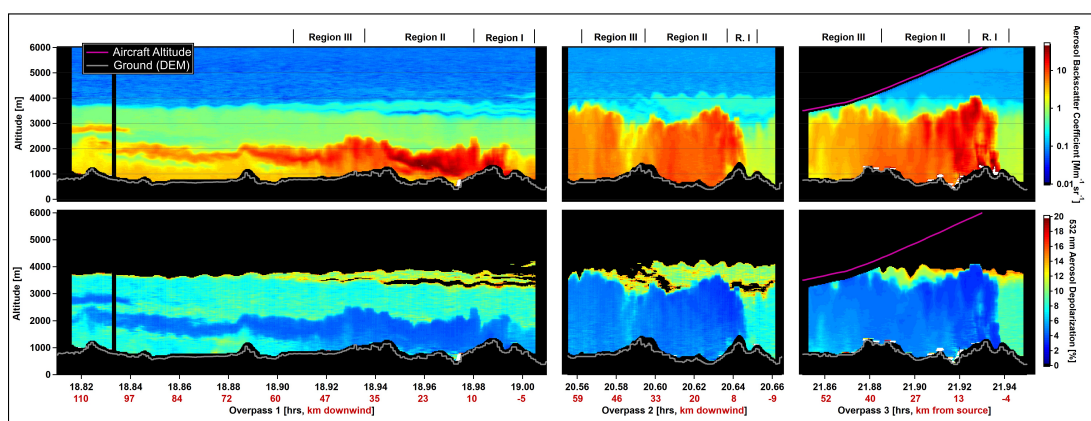 Region III Region II Region I Region III Region II R. I Region III Region II R. I
Aircraft Altitude
Ground (DEM)
6000
5000
4000
3000
2000
1000
0
Altitude [m]
10
1
0.1
0.01
Aerosol Backscatter Coefficient [Mm⁻¹ sr⁻¹]
6000
5000
4000
3000
2000
1000
0
Altitude [m]
20
18
16
14
12
10
8
6
4
2
0
532 nm Aerosol Depolarization [%]
18.82 18.84 18.86 18.88 18.90 18.92 18.94 18.96 18.98 19.00 20.56 20.58 20.60 20.62 20.64 20.66 21.86 21.88 21.90 21.92 21.94
110 97 84 72 60 47 35 23 10 -5 59 46 33 20 8 -9 52 40 27 13 -4
Overpass 1 [hrs, km downwind] Overpass 2 [hrs, km downwind] Overpass 3 [hrs, km from source]